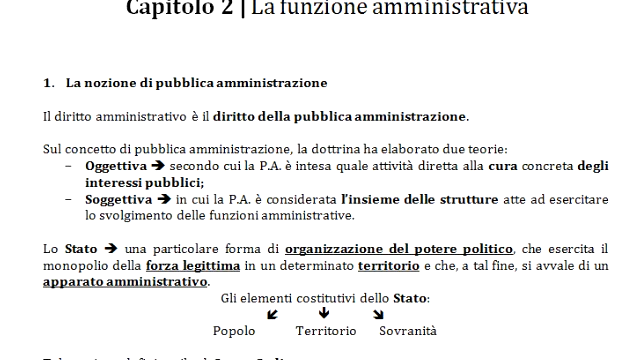 Capitolo 2 | La funzione amministrativa
1. La nozione di pubblica amministrazione
Il diritto amministrativo è il diritto della pubblica amministrazione.
Sul concetto di pubblica amministrazione, la dottrina ha elaborato due teorie:
– Oggettiva ➔ secondo cui la P.A. è intesa quale attività diretta alla cura concreta degli
interessi pubblici;
– Soggettiva ➔ in cui la P.A. è considerata l'insieme delle strutture atte ad esercitare
lo svolgimento delle funzioni amministrative.
Lo Stato ➔ una particolare forma di organizzazione del potere politico, che esercita il
monopolio della forza legittima in un determinato territorio e che, a tal fine, si avvale di un
apparato amministrativo.
Gli elementi costitutivi dello Stato:
Popolo Territorio Sovranità